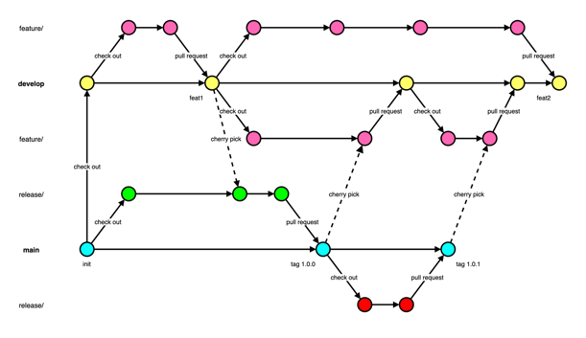 feature/
check out
pull request
check out
pull request
develop
feat1
feat2
check out
pull request
check out
pull request
feature/
cherry pick
check out
release/
cherry pick
cherry pick
check out
pull request
main
init
tag 1.0.0
tag 1.0.1
check out
pull request
release/